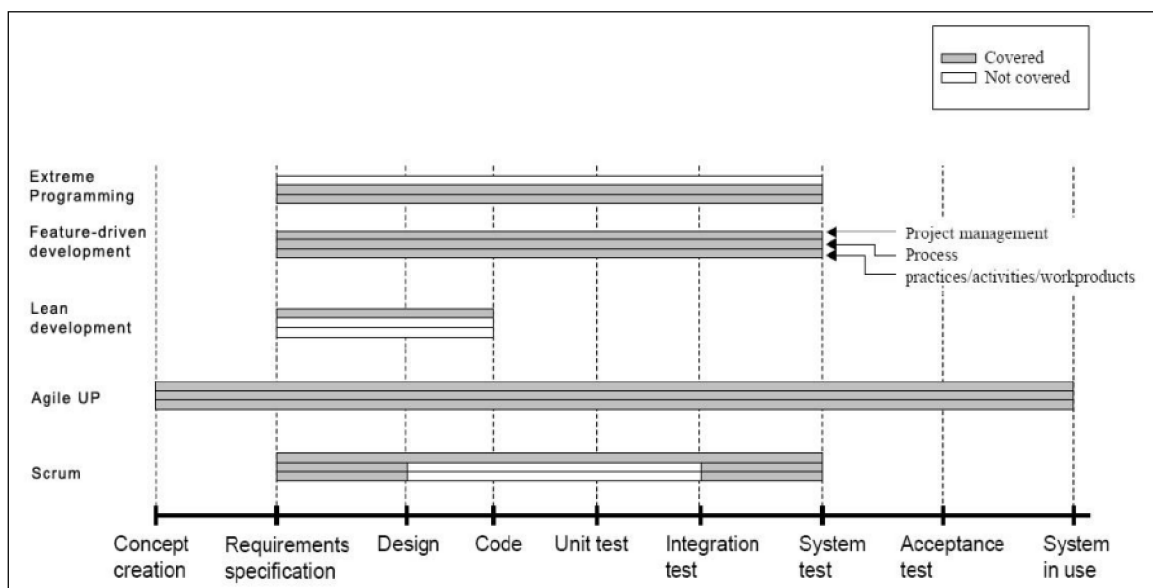 Covered
Not covered
Extreme
Programming
Feature-driven
development
Project management
Process
practices/activities/workproducts
Lean
development
Agile UP
Scrum
Concept
creation
Requirements
specification
Design
Code
Unit test
Integration
test
System
test
Acceptance
test
System
in use